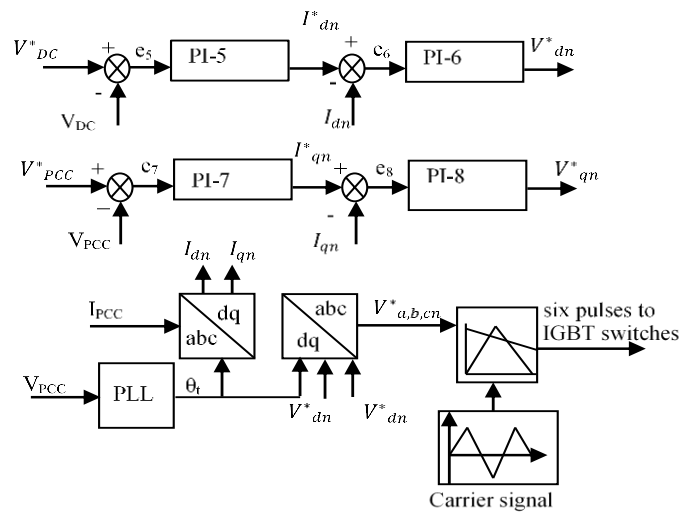 I*dn
V*DC + e5 PI-5 + e6 PI-6 V*dn
- -
VDC Idn
I*qn
V*PCC + e7 PI-7 + e8 PI-8 V*qn
– -
VPCC Iqn
Idn Iqn
IPCC dq abc
abc dq
V*a,b,cn
six pulses to
IGBT switches
VPCC PLL θt
V*dn V*dn
Carrier signal